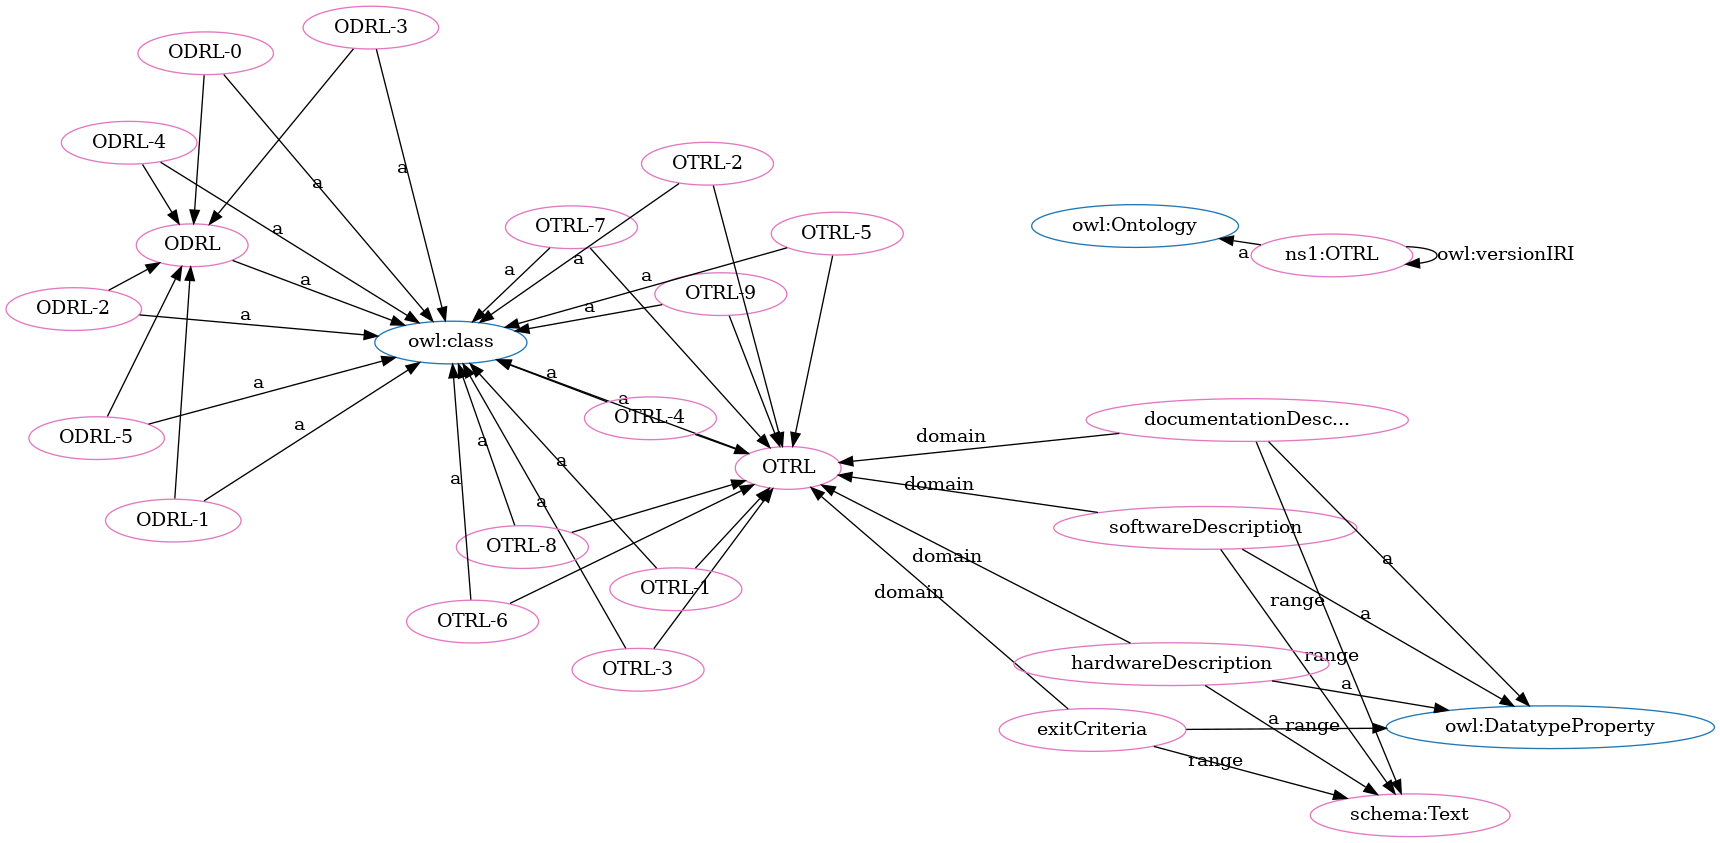 ODRL-3
ODRL-0
ODRL-4
a
a
OTRL-2
a
OTRL-7
OTRL-5
owl:Ontology
ODRL
a
ns1:OTRL
owl:versionIRI
a
a
a
a
OTRL-9
ODRL-2
a
a
owl:class
a
a
a
OTRL-4
documentationDesc...
ODRL-5
a
domain
a
a
OTRL
a
domain
a
ODRL-1
softwareDescription
OTRL-8
domain
a
OTRL-1
domain
range
a
OTRL-6
OTRL-3
hardwareDescription
range
a
a
range
exitCriteria
owl:DatatypeProperty
range
schema:Text